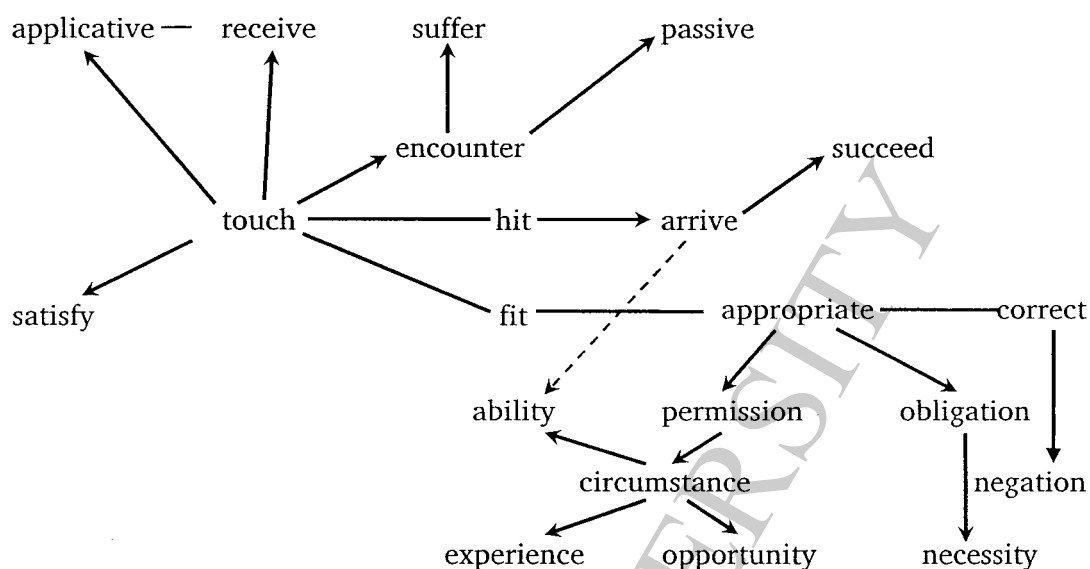 applicative receive suffer passive
encounter succeed
touch hit arrive
satisfy fit appropriate correct
ability permission obligation
circumstance negation
experience opportunity necessity
ERSITY